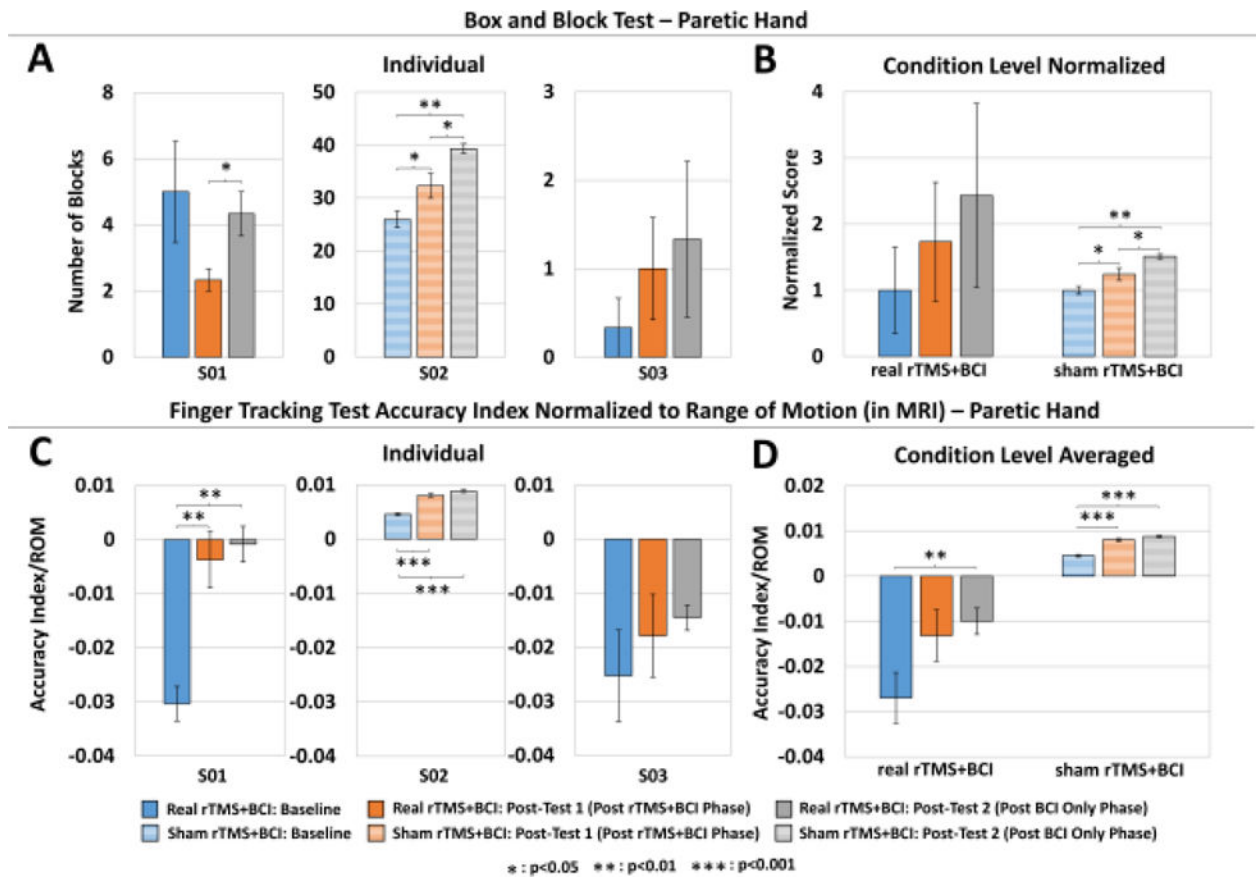 Box and Block Test – Paretic Hand
A
Individual
B
Condition Level Normalized
Number of Blocks
8
6
4
2
0
*
S01
50
40
30
20
10
0
**
*
*
S02
3
2
1
0
S03
Normalized Score
4
3
2
1
0
**
*
*
real rTMS+BCI
sham rTMS+BCI
Finger Tracking Test Accuracy Index Normalized to Range of Motion (in MRI) – Paretic Hand
C
Individual
D
Condition Level Averaged
Accuracy Index/ROM
0.01
0
-0.01
-0.02
-0.03
-0.04
**
**
S01
0.01
0
-0.01
-0.02
-0.03
-0.04
***
***
S02
0.01
0
-0.01
-0.02
-0.03
-0.04
S03
Accuracy Index/ROM
0.02
0.01
0
-0.01
-0.02
-0.03
-0.04
**
***
***
real rTMS+BCI
sham rTMS+BCI
Real rTMS+BCI: Baseline
Real rTMS+BCI: Post-Test 1 (Post rTMS+BCI Phase)
Real rTMS+BCI: Post-Test 2 (Post BCI Only Phase)
Sham rTMS+BCI: Baseline
Sham rTMS+BCI: Post-Test 1 (Post rTMS+BCI Phase)
Sham rTMS+BCI: Post-Test 2 (Post BCI Only Phase)
* : p<0.05 ** : p<0.01 *** : p<0.001